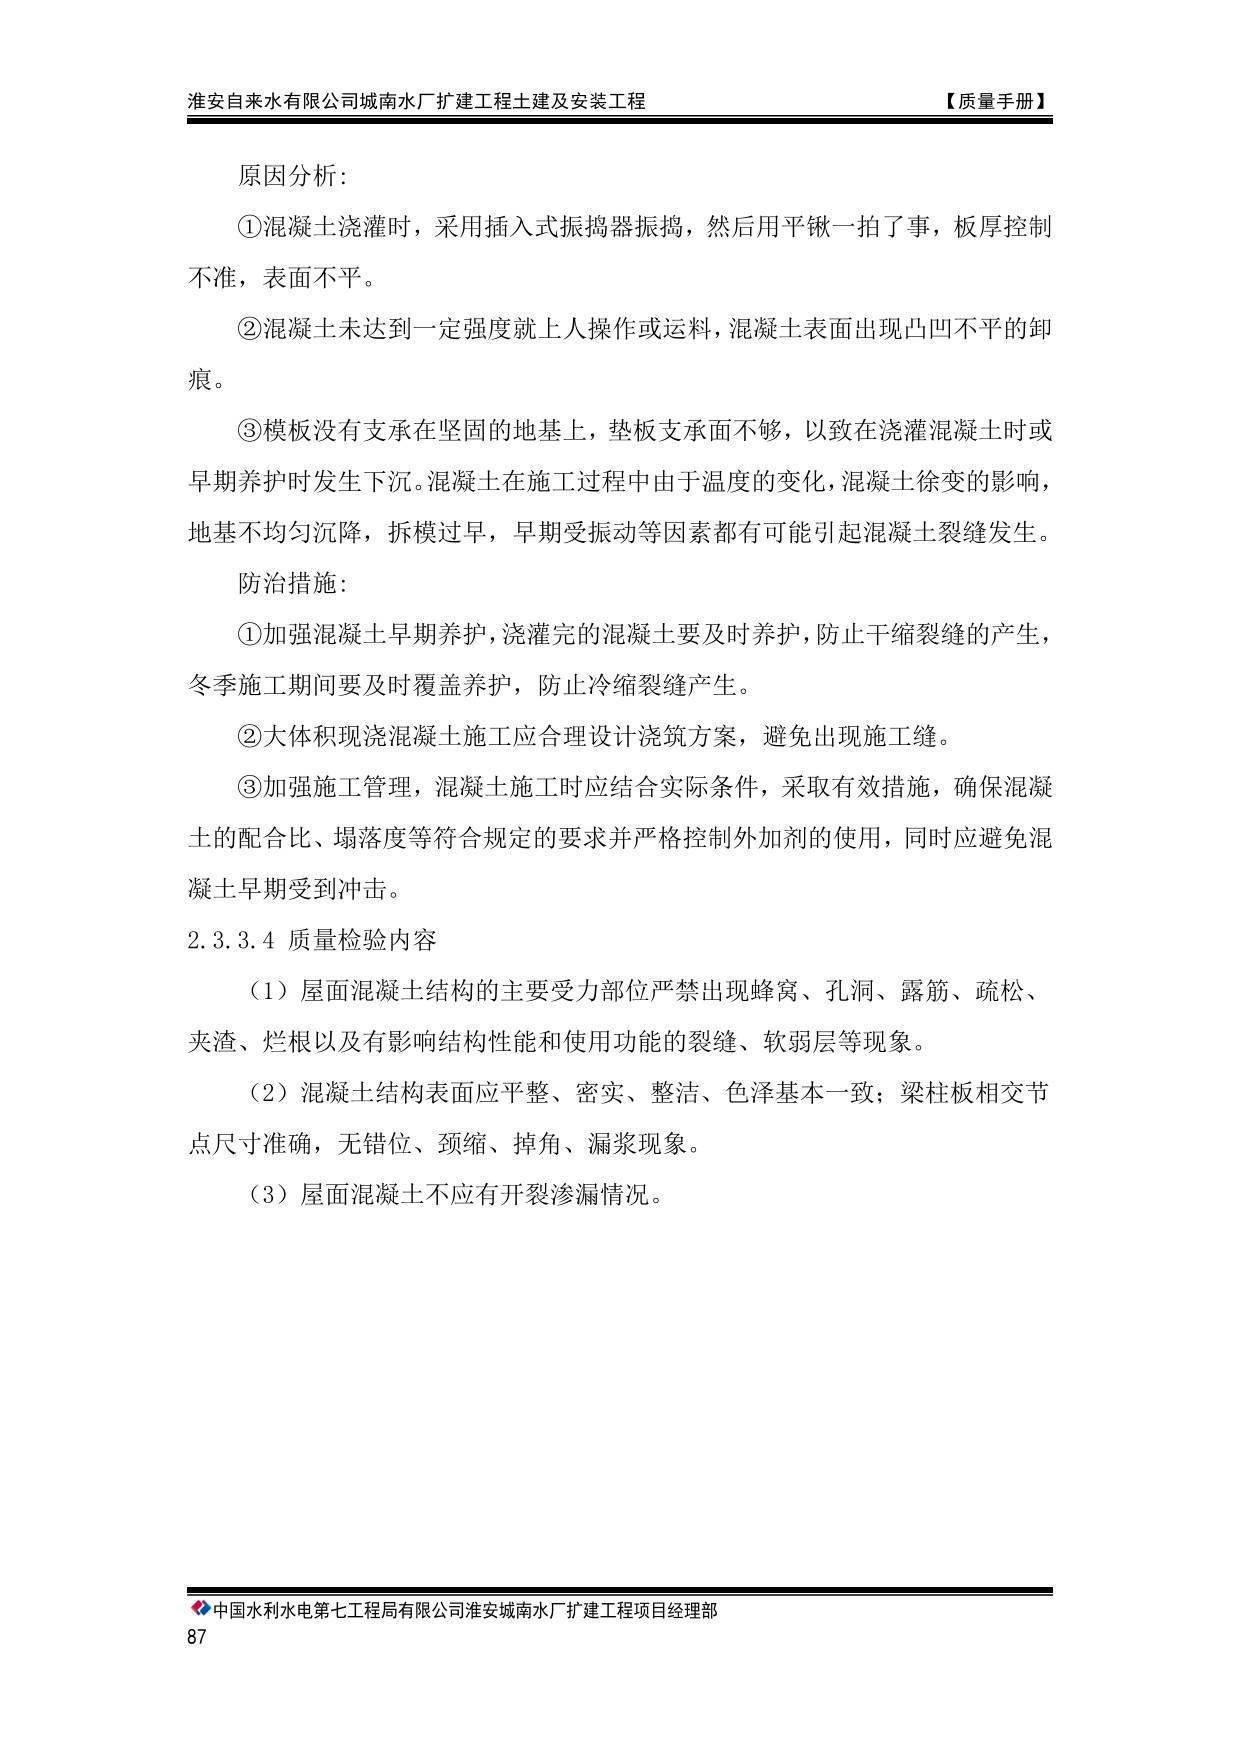 淮安自来水有限公司城南水厂扩建工程土建及安装工程 【质量手册】
原因分析：
①混凝土浇灌时，采用插入式振捣器振捣，然后用平锹一拍了事，板厚控制
不准，表面不平。
②混凝土未达到一定强度就上人操作或运料，混凝土表面出现凸凹不平的卸
痕。
③模板没有支承在坚固的地基上，垫板支承面不够，以致在浇灌混凝土时或
早期养护时发生下沉。混凝土在施工过程中由于温度的变化，混凝土徐变的影响，
地基不均匀沉降，拆模过早，早期受振动等因素都有可能引起混凝土裂缝发生。
防治措施：
①加强混凝土早期养护，浇灌完的混凝土要及时养护，防止干缩裂缝的产生，
冬季施工期间要及时覆盖养护，防止冷缩裂缝产生。
②大体积现浇混凝土施工应合理设计浇筑方案，避免出现施工缝。
③加强施工管理，混凝土施工时应结合实际条件，采取有效措施，确保混凝
土的配合比、塌落度等符合规定的要求并严格控制外加剂的使用，同时应避免混
凝土早期受到冲击。
2.3.3.4 质量检验内容
（1）屋面混凝土结构的主要受力部位严禁出现蜂窝、孔洞、露筋、疏松、
夹渣、烂根以及有影响结构性能和使用功能的裂缝、软弱层等现象。
（2）混凝土结构表面应平整、密实、整洁、色泽基本一致；梁柱板相交节
点尺寸准确，无错位、颈缩、掉角、漏浆现象。
（3）屋面混凝土不应有开裂渗漏情况。
中国水利水电第七工程局有限公司淮安城南水厂扩建工程项目经理部
87